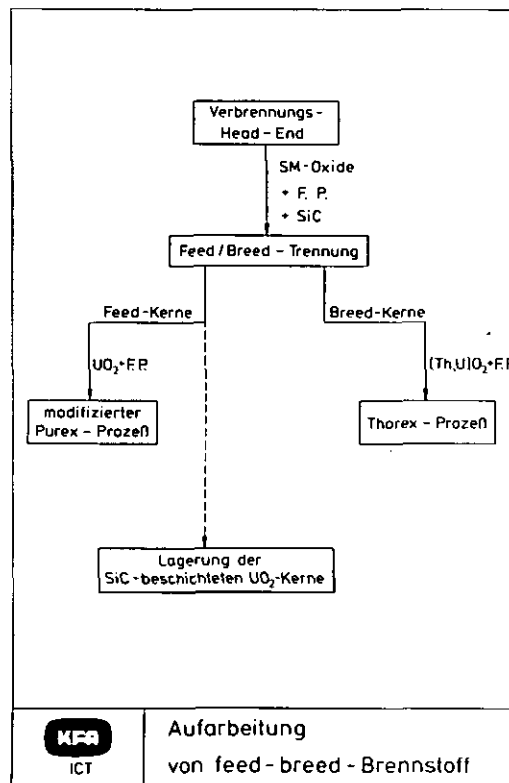 Verbrennungs-
Head-End
SM-Oxide
+ F. P.
+ SiC
Feed/Breed-Trennung
Feed-Kerne
Breed-Kerne
UO₂+F.P.
(Th,U)O₂+F.P
modifizierter
Purex-Prozeß
Thorex-Prozeß
Lagerung der
SiC-beschichteten UO₂-Kerne
KFA
ICT
Aufarbeitung
von feed-breed-Brennstoff